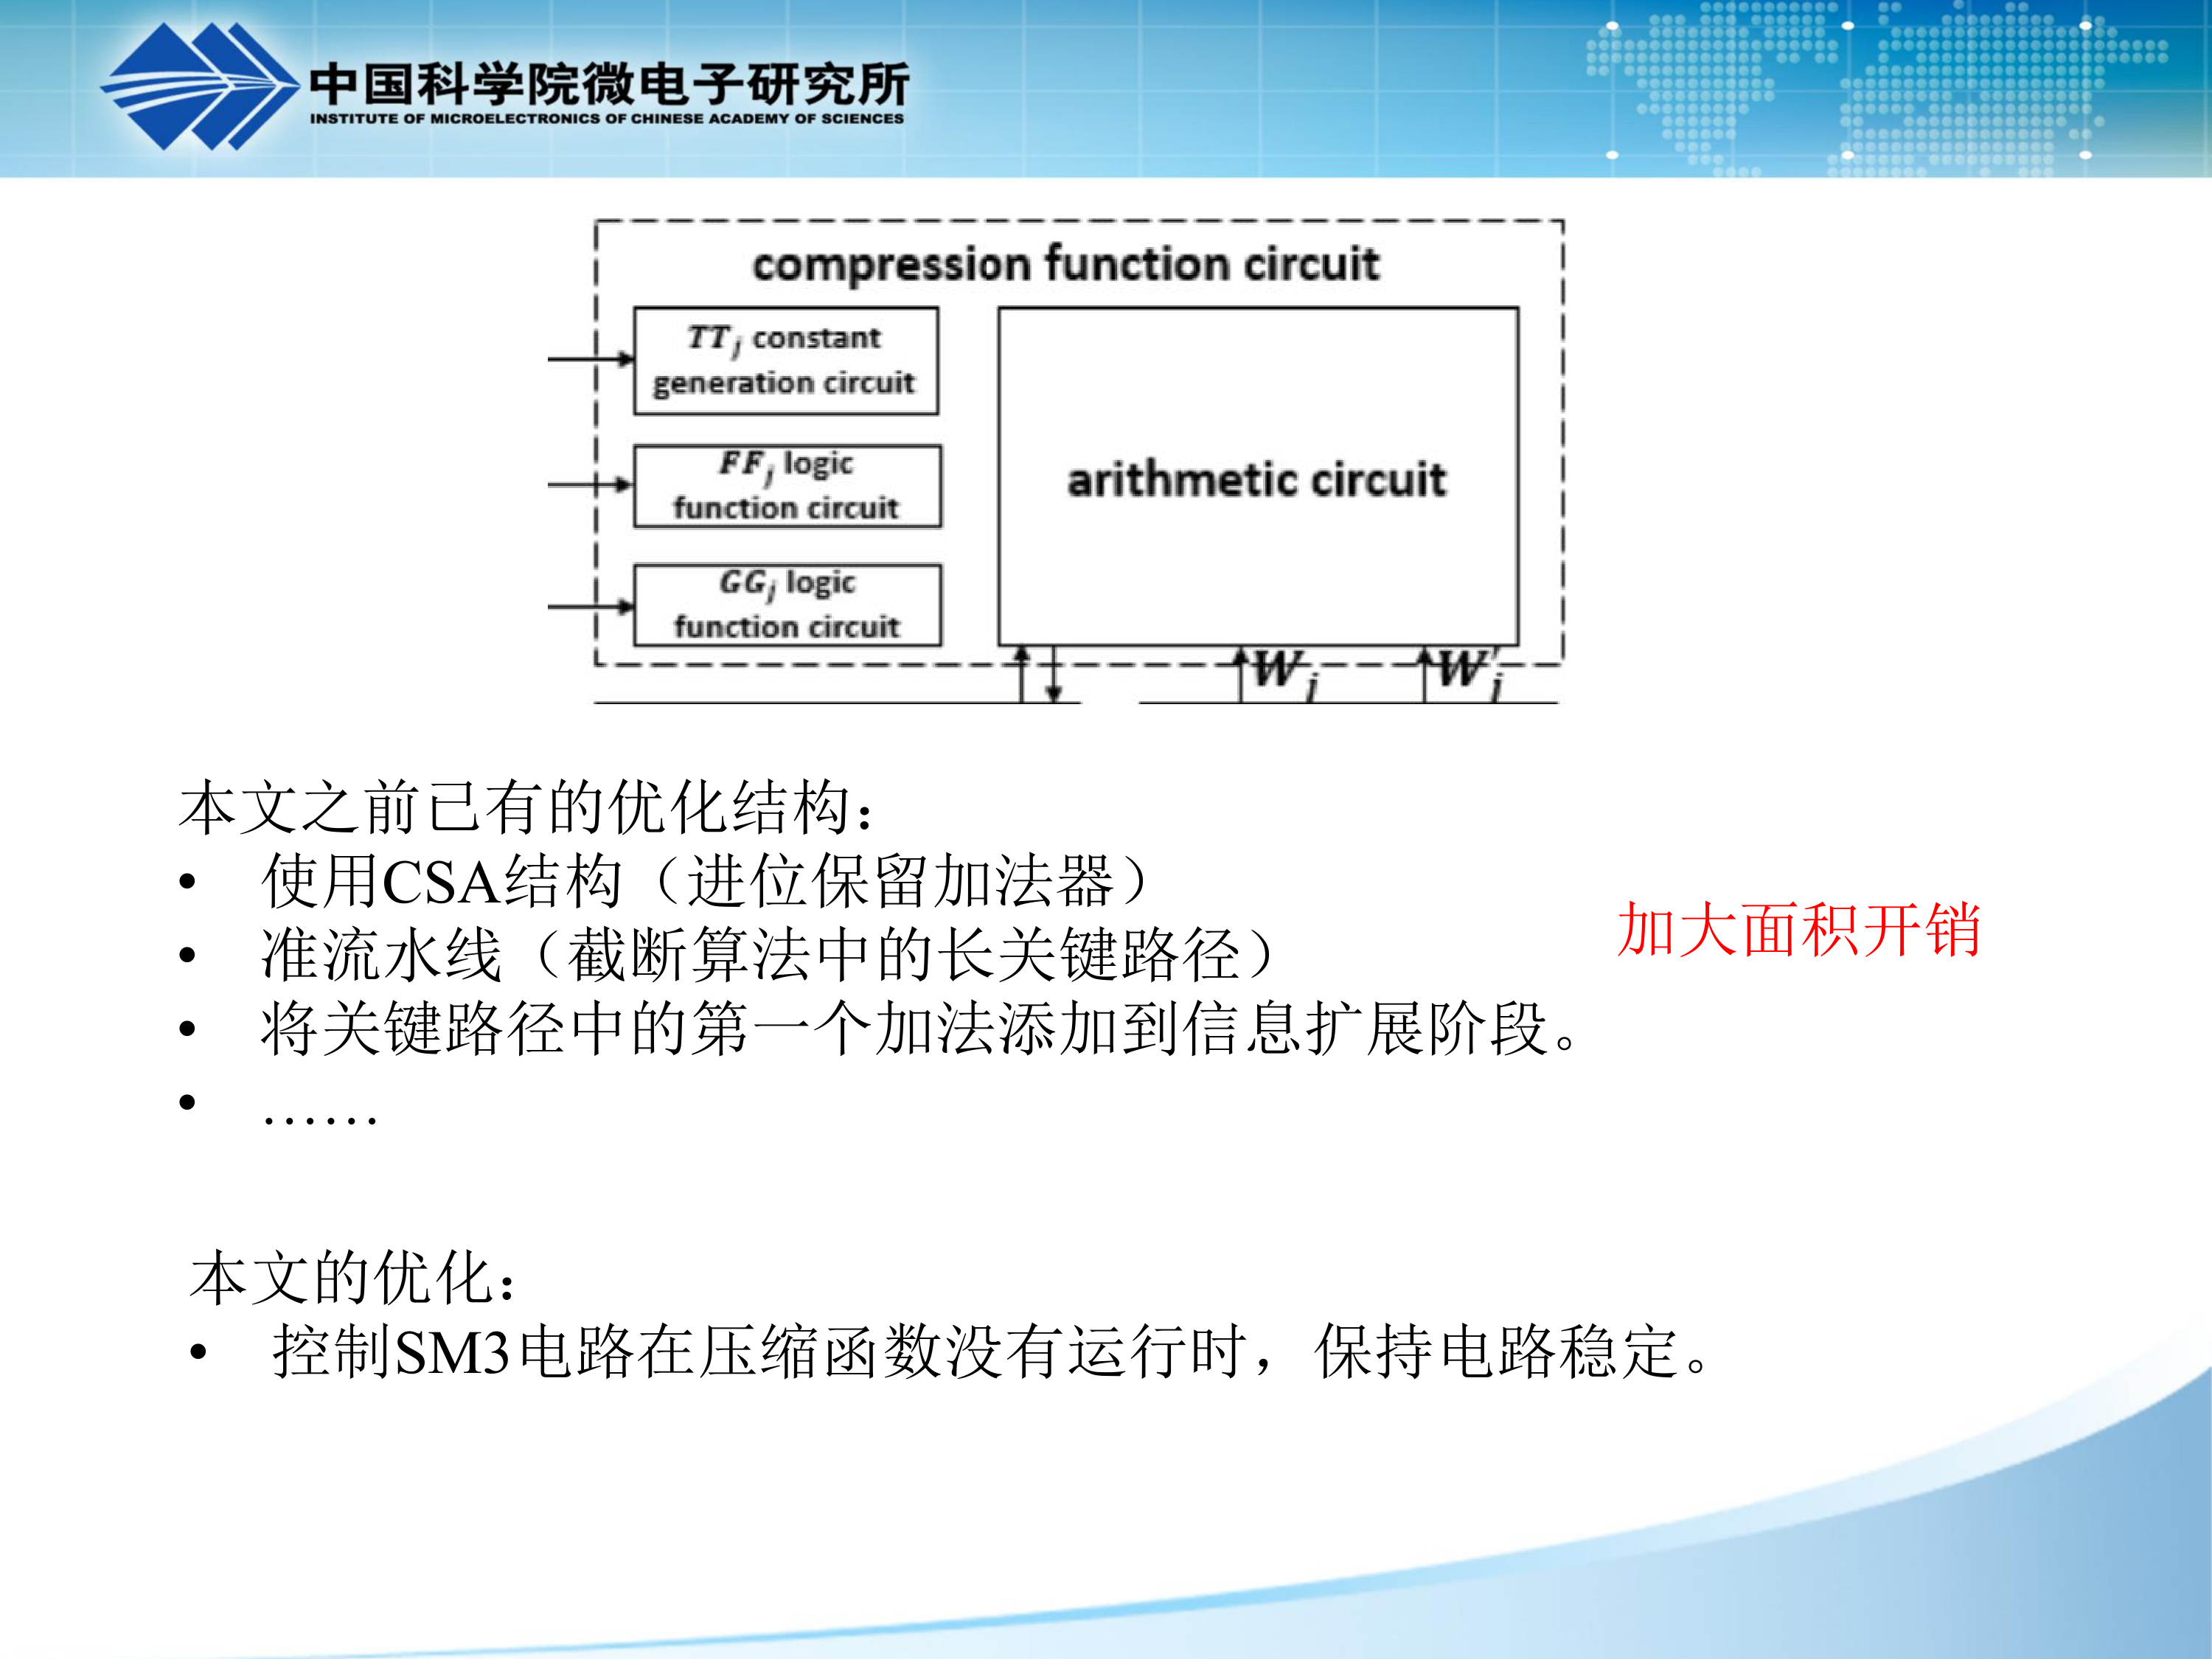 中国科学院微电子研究所
INSTITUTE OF MICROELECTRONICS OF CHINESE ACADEMY OF SCIENCES
compression function circuit
TTj constant
generation circuit
FFj logic
function circuit
GGj logic
function circuit
arithmetic circuit
Wj
W'j
本文之前已有的优化结构：
• 使用CSA结构（进位保留加法器）
• 准流水线（截断算法中的长关键路径）
• 将关键路径中的第一个加法添加到信息扩展阶段。
• ……
加大面积开销
本文的优化：
• 控制SM3电路在压缩函数没有运行时，保持电路稳定。